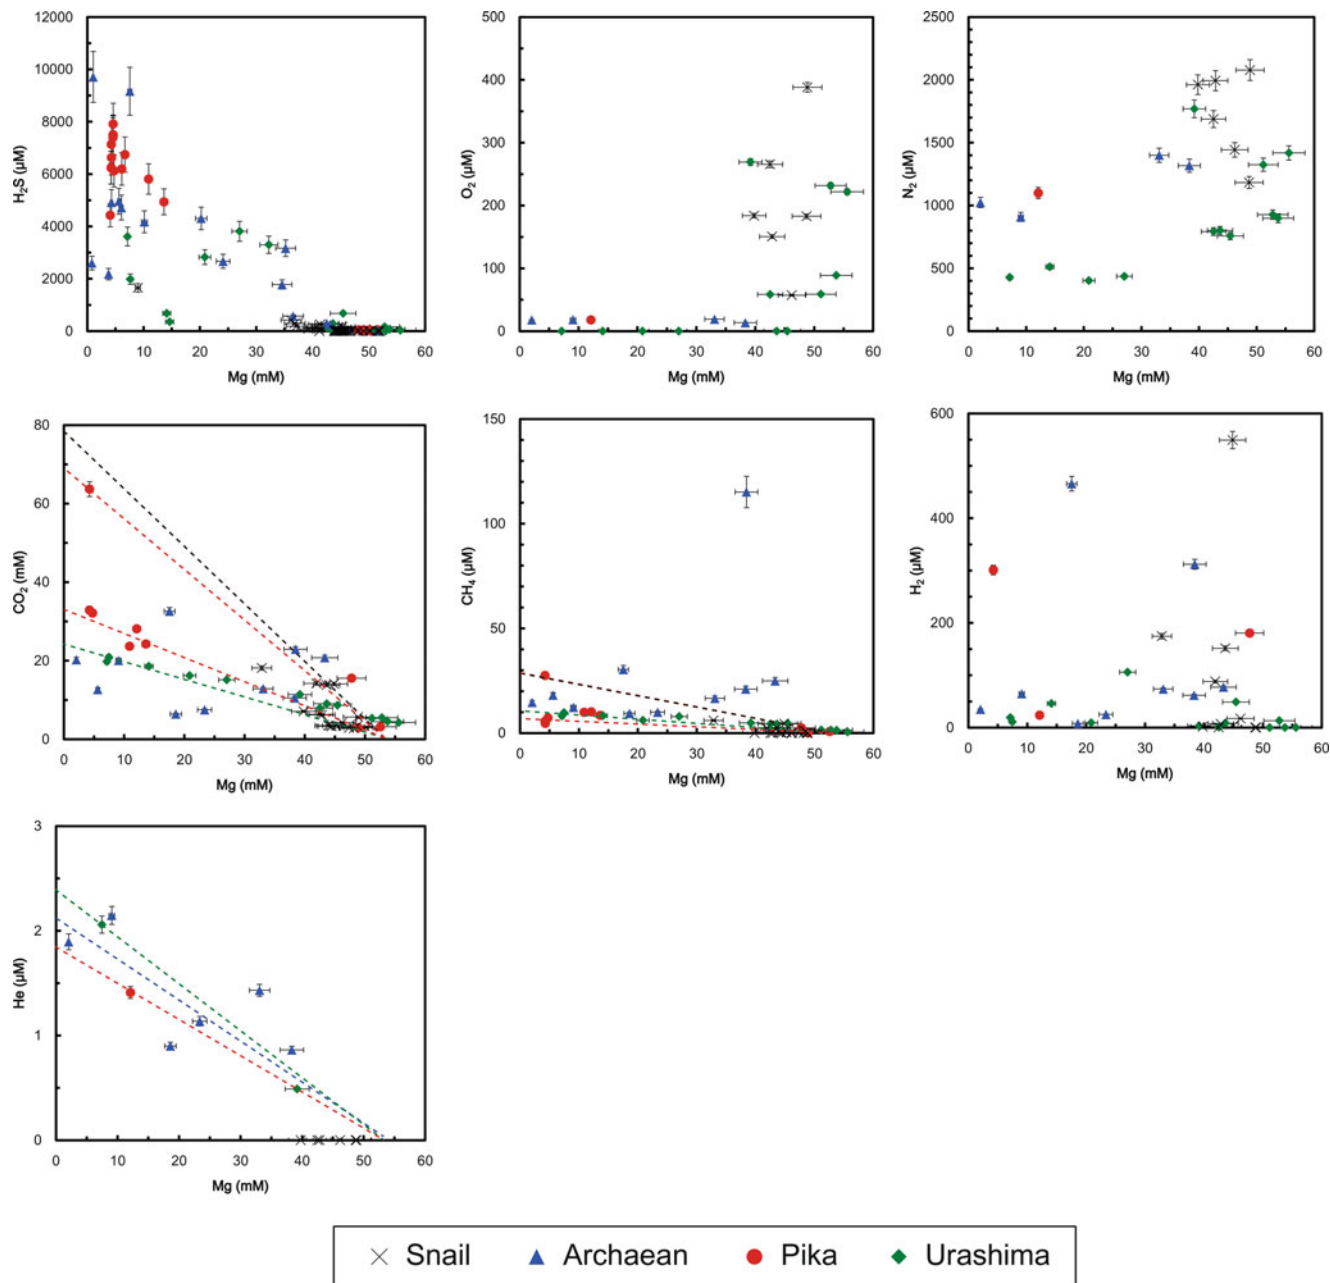 12000
10000
8000
6000
4000
2000
0
H₂S (µM)
0 10 20 30 40 50 60
Mg (mM)
500
400
300
200
100
0
O₂ (µM)
0 10 20 30 40 50 60
Mg (mM)
2500
2000
1500
1000
500
0
N₂ (µM)
0 10 20 30 40 50 60
Mg (mM)
80
60
40
20
0
CO₂ (mM)
0 10 20 30 40 50 60
Mg (mM)
150
100
50
0
CH₄ (µM)
0 10 20 30 40 50 60
Mg (mM)
600
400
200
0
H₂ (µM)
0 10 20 30 40 50 60
Mg (mM)
3
2
1
0
He (µM)
0 10 20 30 40 50 60
Mg (mM)
Snail Archaean Pika Urashima